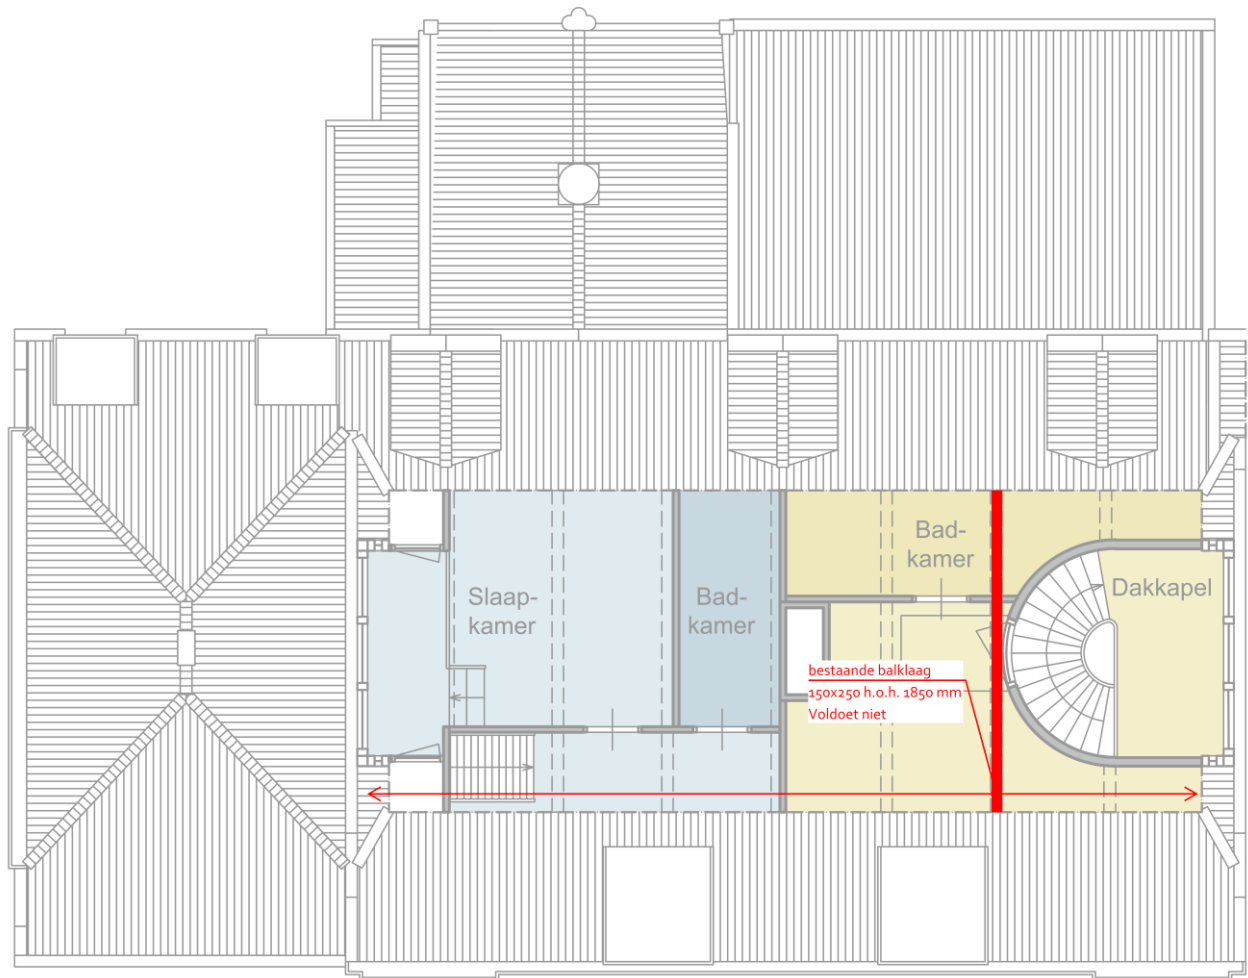 Bad-
kamer
Slaap-
kamer
Bad-
kamer
Dakkapel
bestaande balklaag
150x250 h.o.h. 1850 mm
Voldoet niet